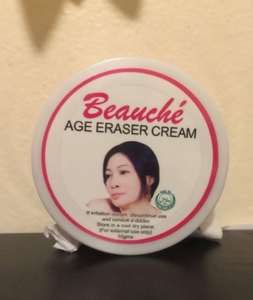 Beauché
AGE ERASER CREAM
If irritation occurs, discontinue use
and consult a doctor.
Store in a cool dry place.
(For external use only)
10gms